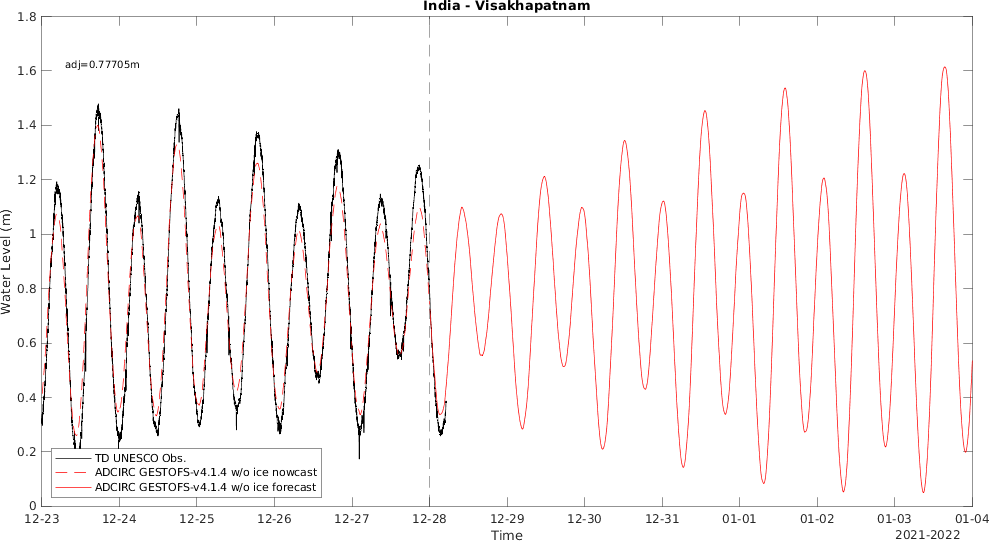 India - Visakhapatnam
1.8
1.6
1.4
1.2
1
0.8
0.6
0.4
0.2
0
Water Level (m)
adj=0.77705m
TD UNESCO Obs.
ADCIRC GESTOFS-v4.1.4 w/o ice nowcast
ADCIRC GESTOFS-v4.1.4 w/o ice forecast
12-23 12-24 12-25 12-26 12-27 12-28 12-29 12-30 12-31 01-01 01-02 01-03 01-04
Time
2021-2022